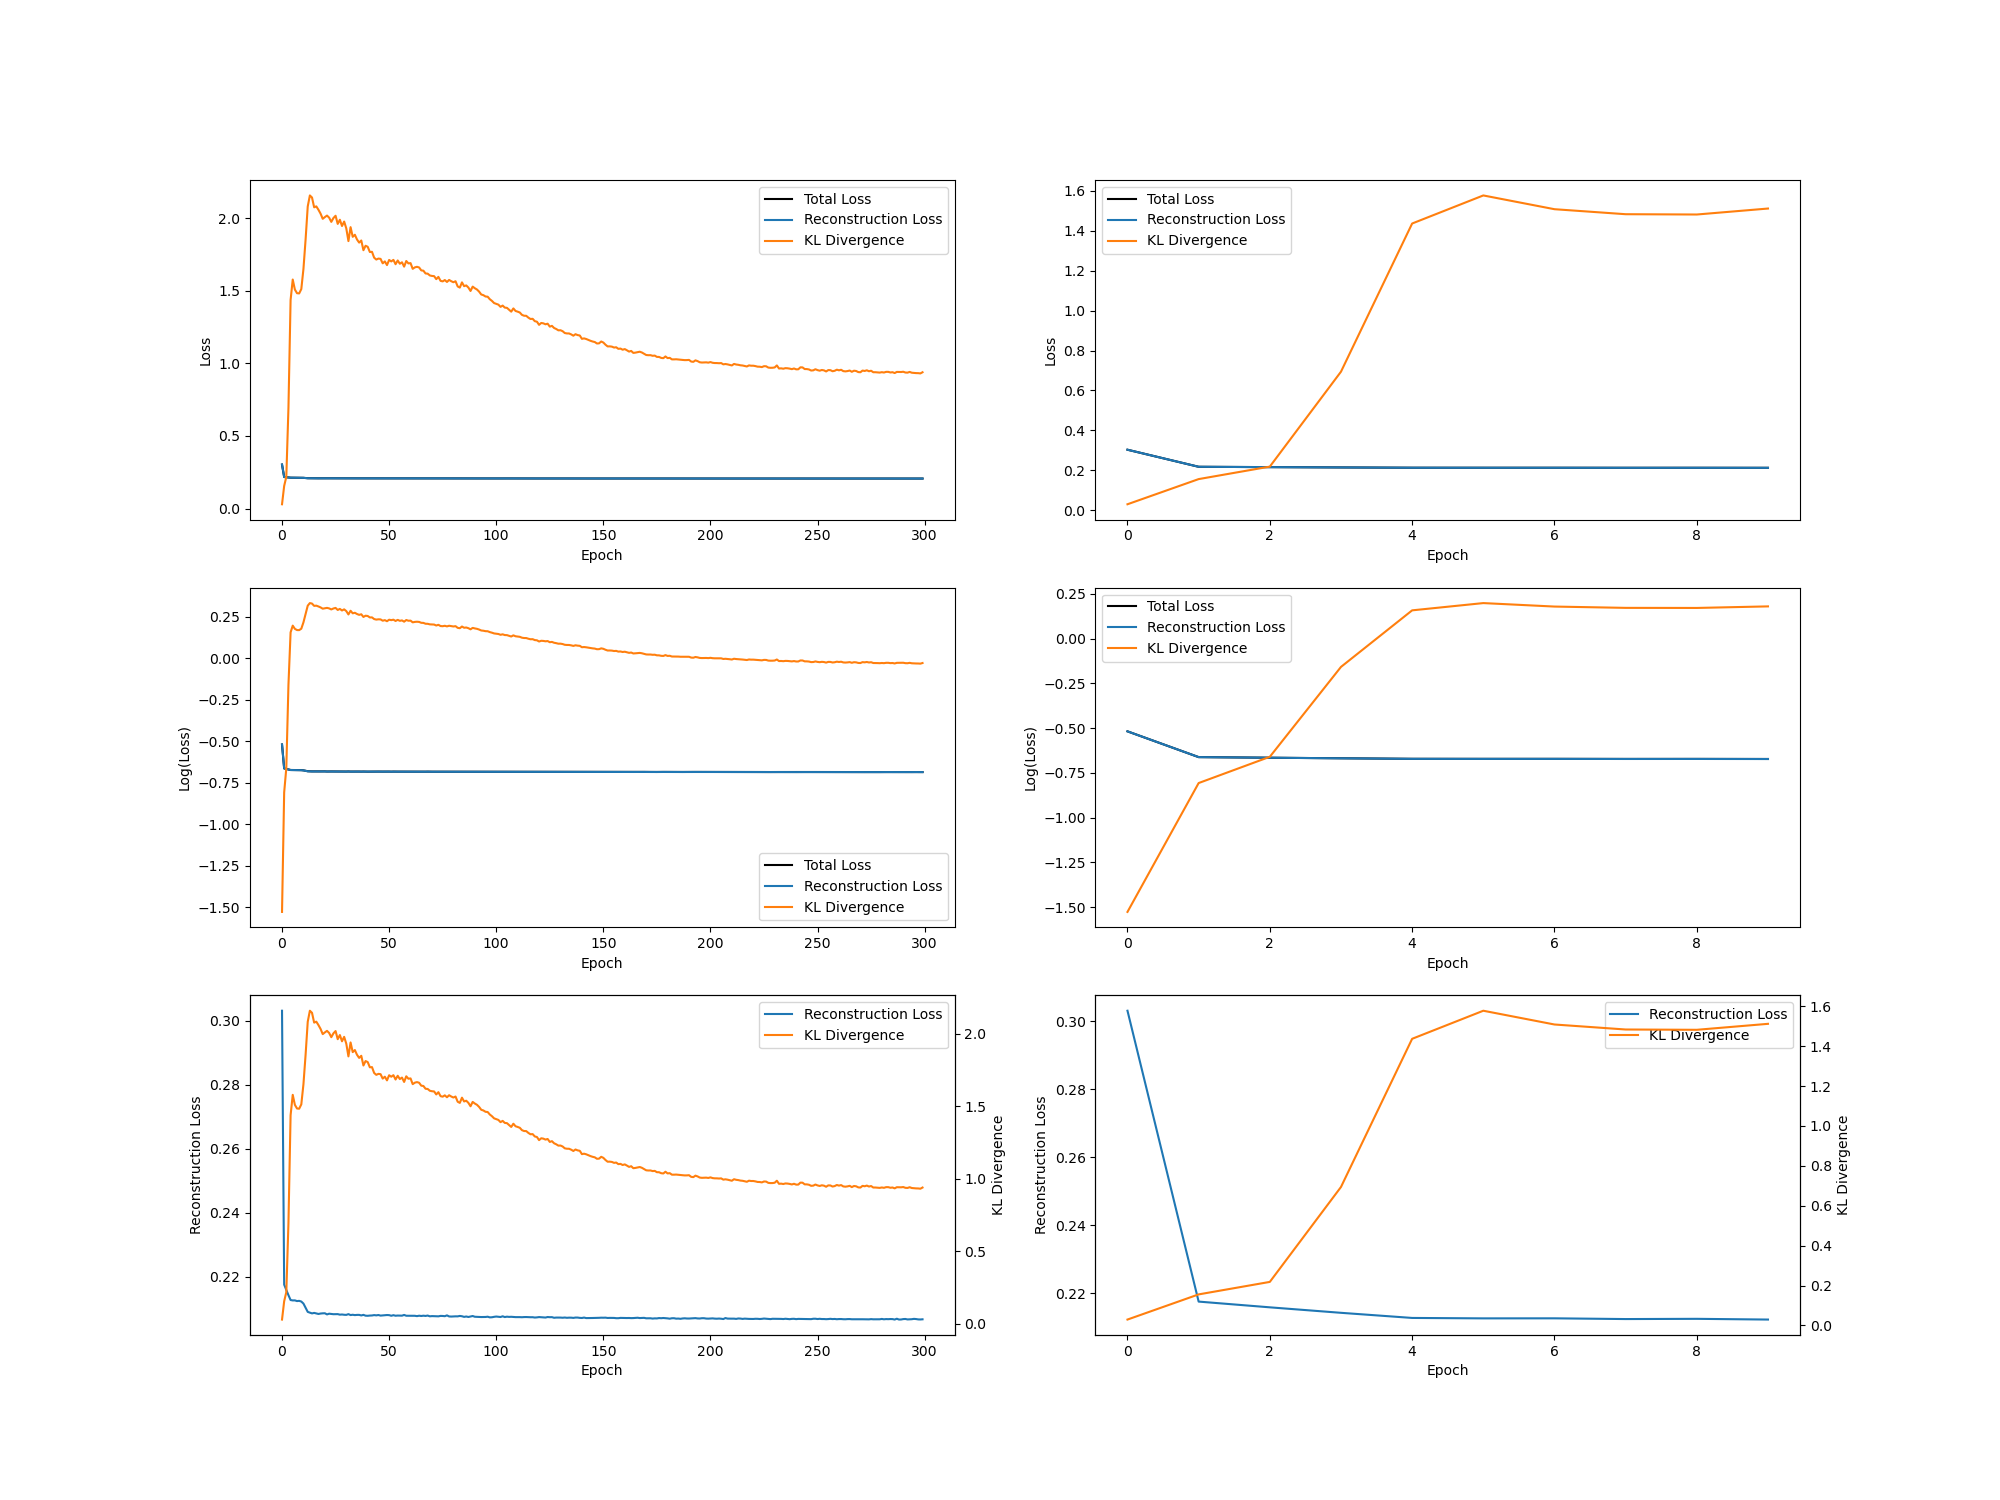 Loss
2.0
1.5
1.0
0.5
0.0
Total Loss
Reconstruction Loss
KL Divergence
0 50 100 150 200 250 300
Epoch
Loss
1.6
1.4
1.2
1.0
0.8
0.6
0.4
0.2
0.0
Total Loss
Reconstruction Loss
KL Divergence
0 2 4 6 8
Epoch
Log(Loss)
0.25
0.00
−0.25
−0.50
−0.75
−1.00
−1.25
−1.50
Total Loss
Reconstruction Loss
KL Divergence
0 50 100 150 200 250 300
Epoch
Log(Loss)
0.25
0.00
−0.25
−0.50
−0.75
−1.00
−1.25
−1.50
Total Loss
Reconstruction Loss
KL Divergence
0 2 4 6 8
Epoch
Reconstruction Loss
0.30
0.28
0.26
0.24
0.22
Reconstruction Loss
KL Divergence
2.0
1.5
1.0
0.5
0.0
KL Divergence
0 50 100 150 200 250 300
Epoch
Reconstruction Loss
0.30
0.28
0.26
0.24
0.22
Reconstruction Loss
KL Divergence
1.6
1.4
1.2
1.0
0.8
0.6
0.4
0.2
0.0
KL Divergence
0 2 4 6 8
Epoch